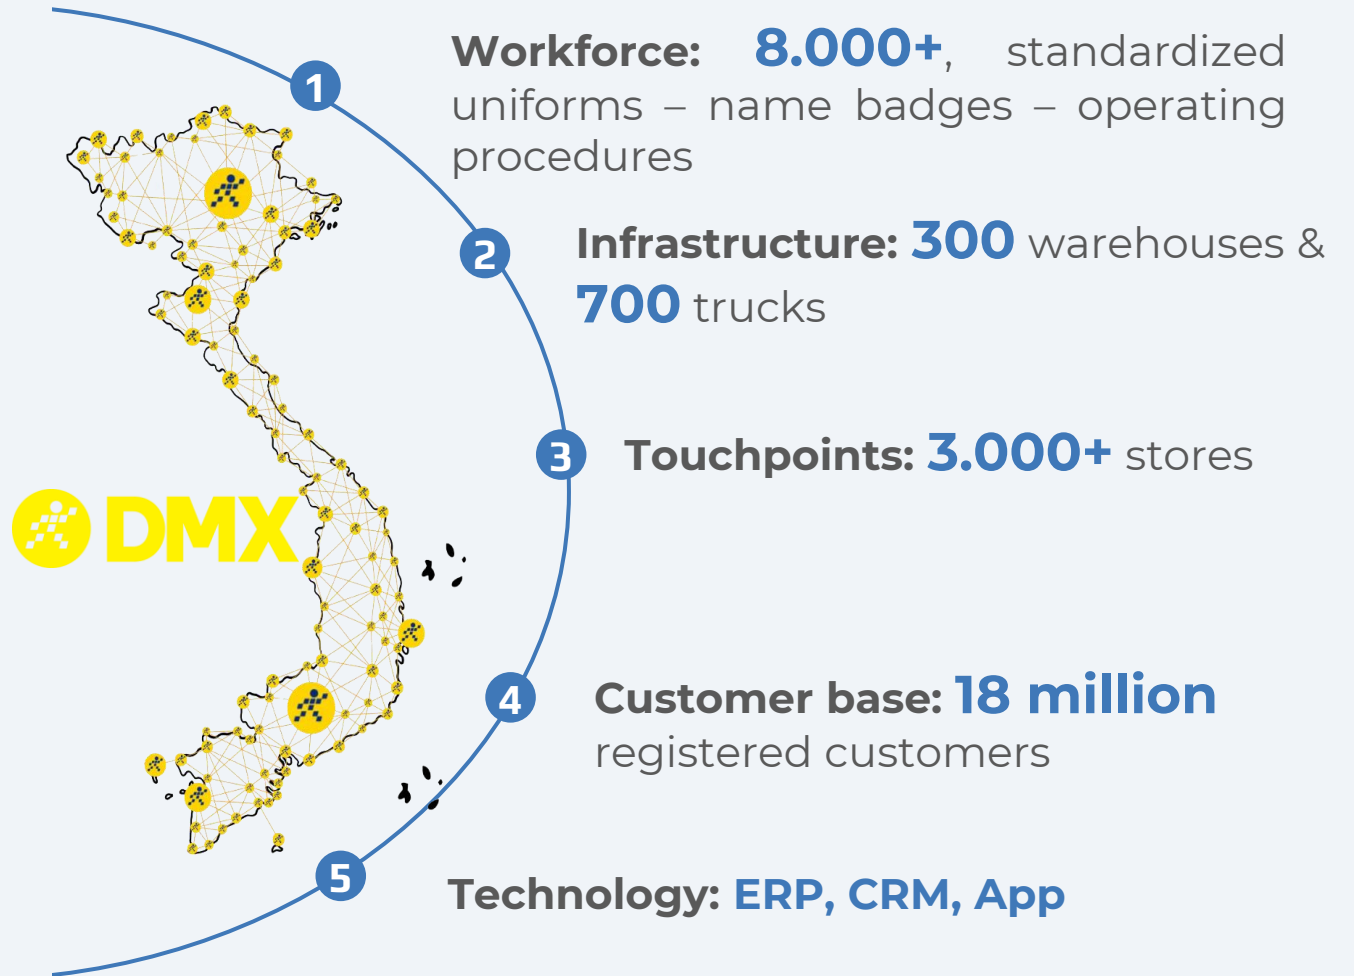 1
Workforce: 8.000+, standardized
uniforms – name badges – operating
procedures
2
Infrastructure: 300 warehouses &
700 trucks
3
Touchpoints: 3.000+ stores
DMX
4
Customer base: 18 million
registered customers
5
Technology: ERP, CRM, App